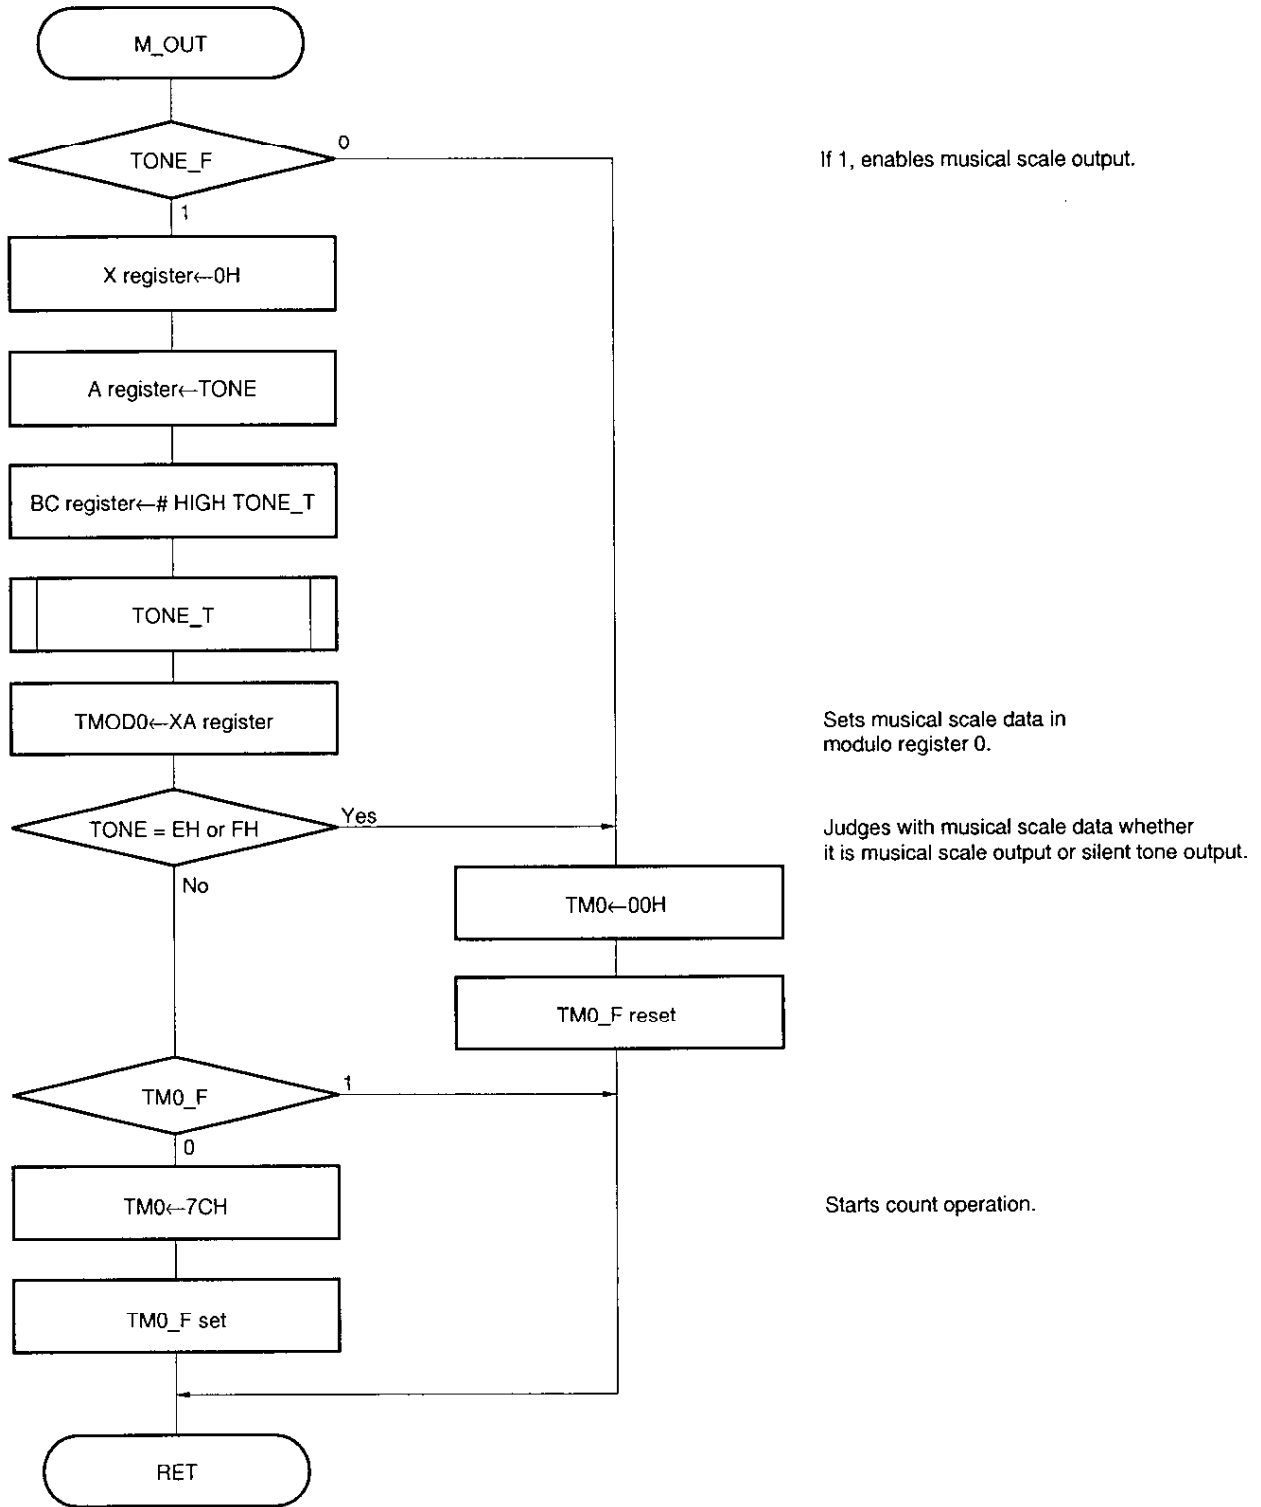 M_OUT
TONE_F
0
If 1, enables musical scale output.
1
X register←0H
A register←TONE
BC register←# HIGH TONE_T
TONE_T
TMOD0←XA register
Sets musical scale data in
modulo register 0.
TONE = EH or FH
Yes
Judges with musical scale data whether
it is musical scale output or silent tone output.
No
TM0←00H
TM0_F reset
TM0_F
1
0
TM0←7CH
Starts count operation.
TM0_F set
RET